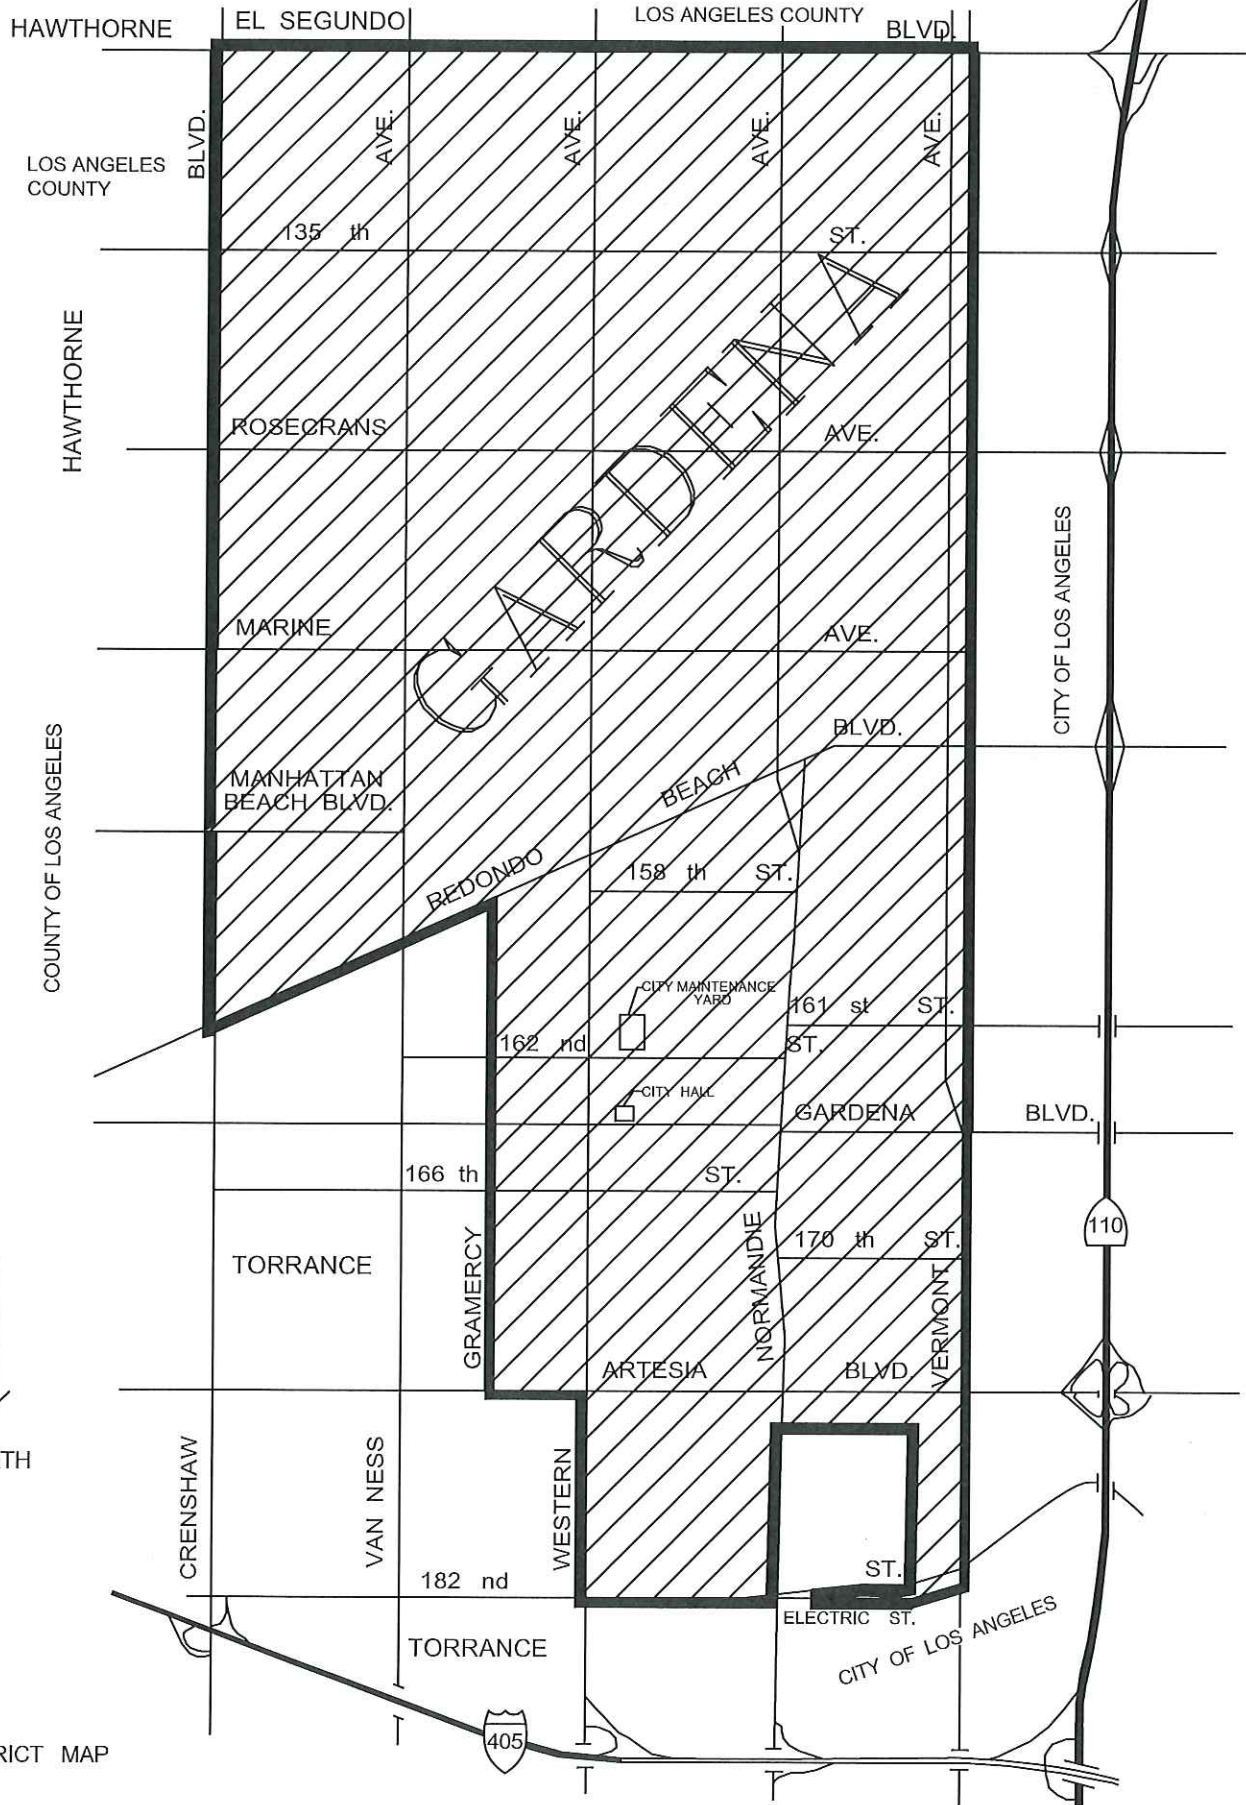 HAWTHORNE
EL SEGUNDO
LOS ANGELES COUNTY
BLVD.
BLVD.
AVE.
AVE.
AVE.
AVE.
LOS ANGELES
COUNTY
135 th
ST.
HAWTHORNE
GARDENA
ROSECRANS
AVE.
CITY OF LOS ANGELES
MARINE
AVE.
BLVD.
COUNTY OF LOS ANGELES
MANHATTAN
BEACH BLVD.
BEACH
REDONDO
158 th
ST.
CITY MAINTENANCE
YARD
161 st
ST.
162 nd
ST.
CITY HALL
GARDENA
BLVD.
166 th
ST.
110
170 th
ST.
TORRANCE
GRAMERCY
NORMANDIE
VERMONT
ARTESIA
BLVD.
TH
CRENSHAW
VAN NESS
WESTERN
ST.
182 nd
ELECTRIC ST.
CITY OF LOS ANGELES
TORRANCE
405
RICT MAP